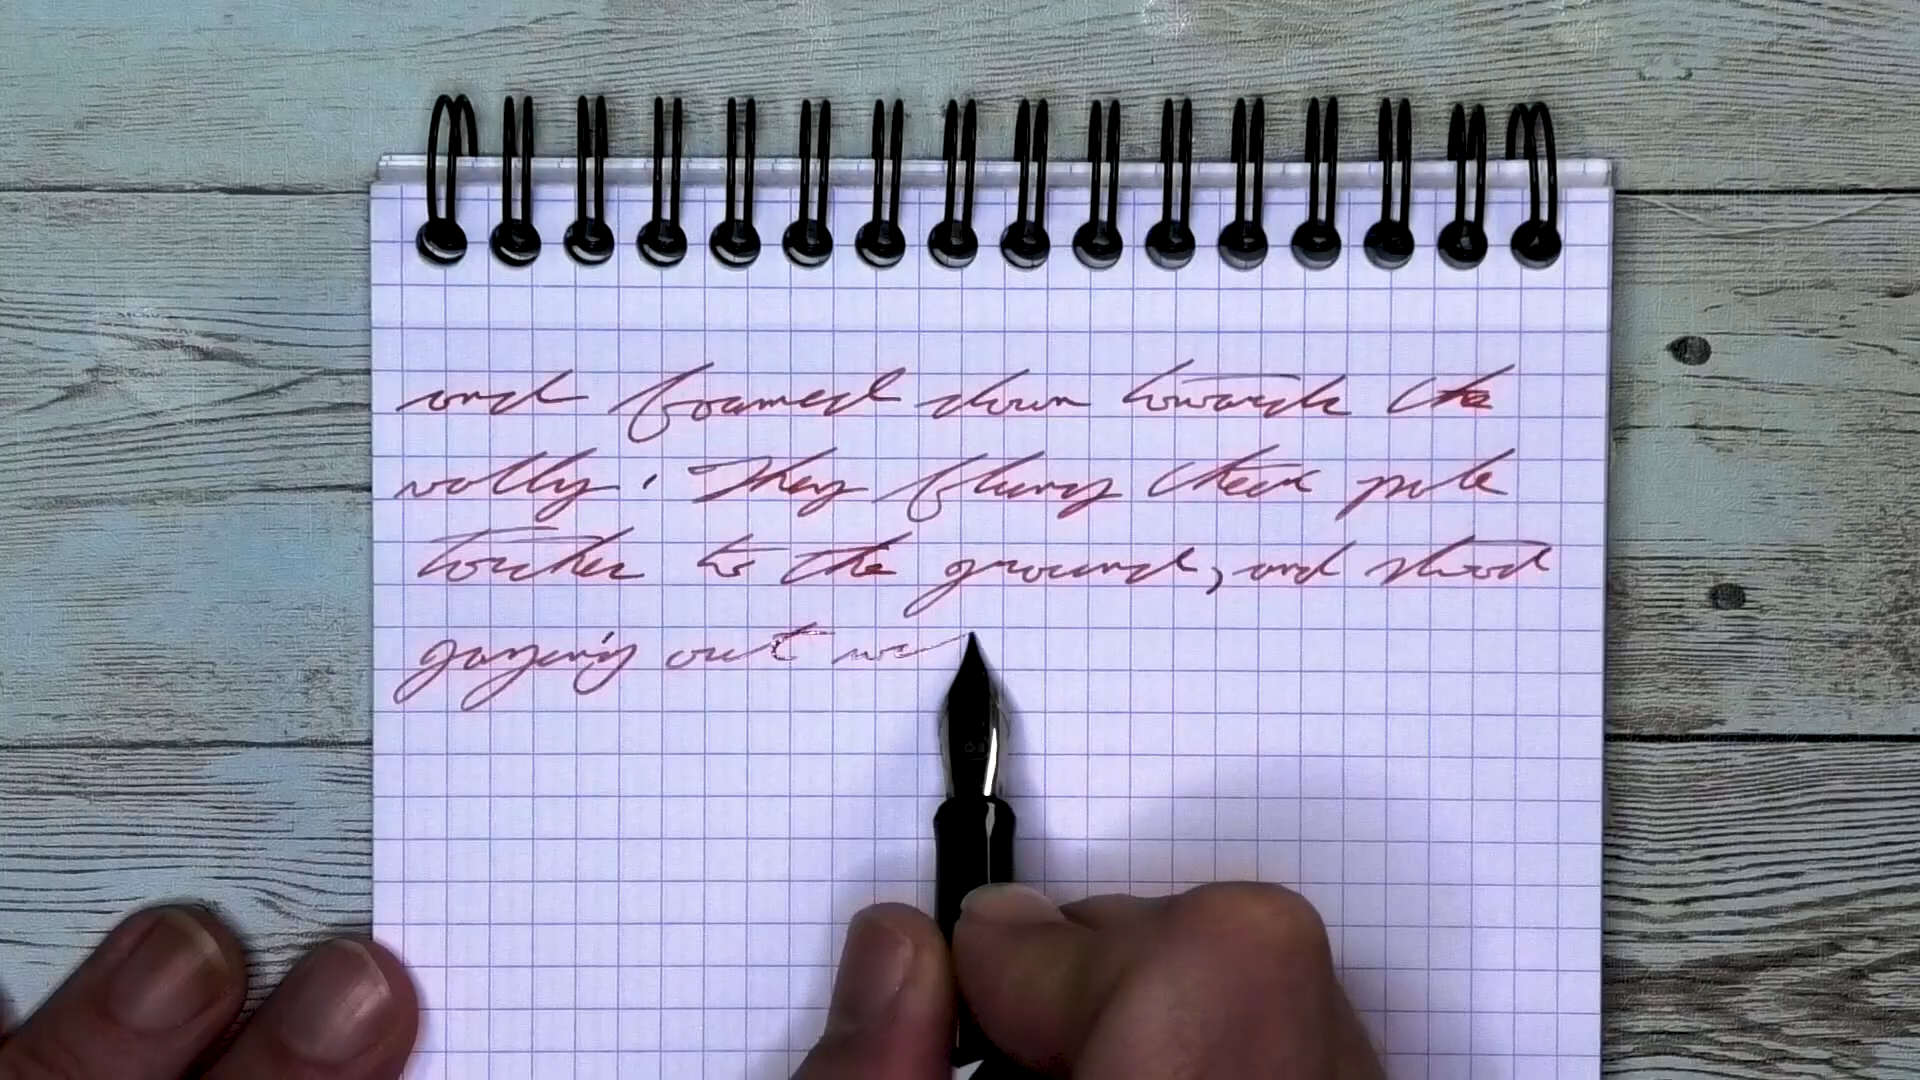 and foamed down towards the
valley. They flung their pale
torches to the ground, and stood
gazing out